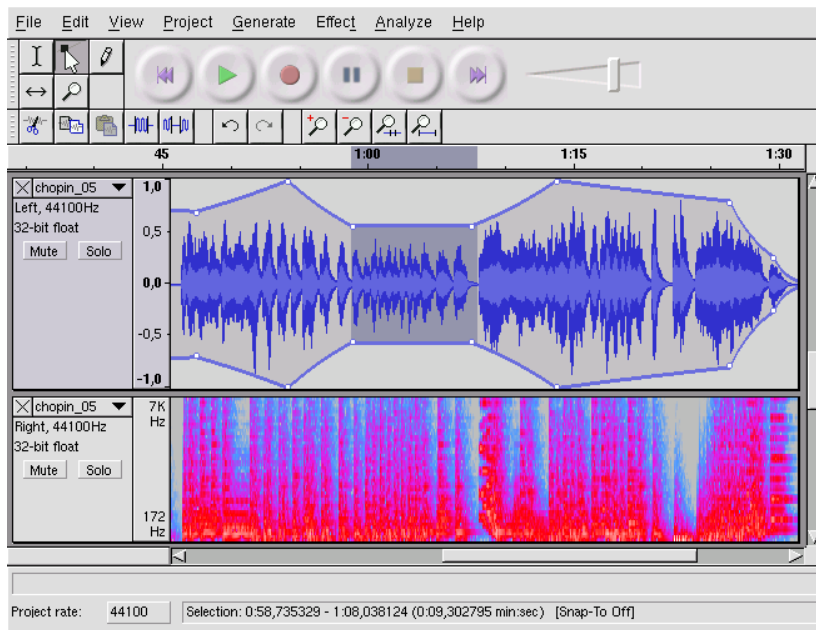 File Edit View Project Generate Effect Analyze Help
45 1:00 1:15 1:30
chopin_05
Left, 44100Hz
32-bit float
Mute Solo
1,0
0,5
0,0
-0,5
-1,0
chopin_05
Right, 44100Hz
32-bit float
Mute Solo
7K
Hz
172
Hz
Project rate: 44100 Selection: 0:58,735329 - 1:08,038124 (0:09,302795 min:sec) [Snap-To Off]